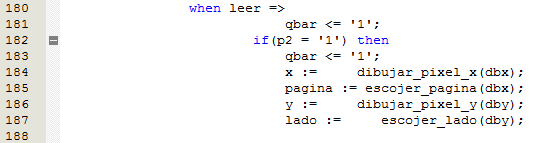 180 when leer =>
181 qbar <= '1';
182 if(p2 = '1') then
183 qbar <= '1';
184 x := dibujar_pixel_x(dbx);
185 pagina := escojer_pagina(dbx);
186 y := dibujar_pixel_y(dby);
187 lado := escojer_lado(dby);
188